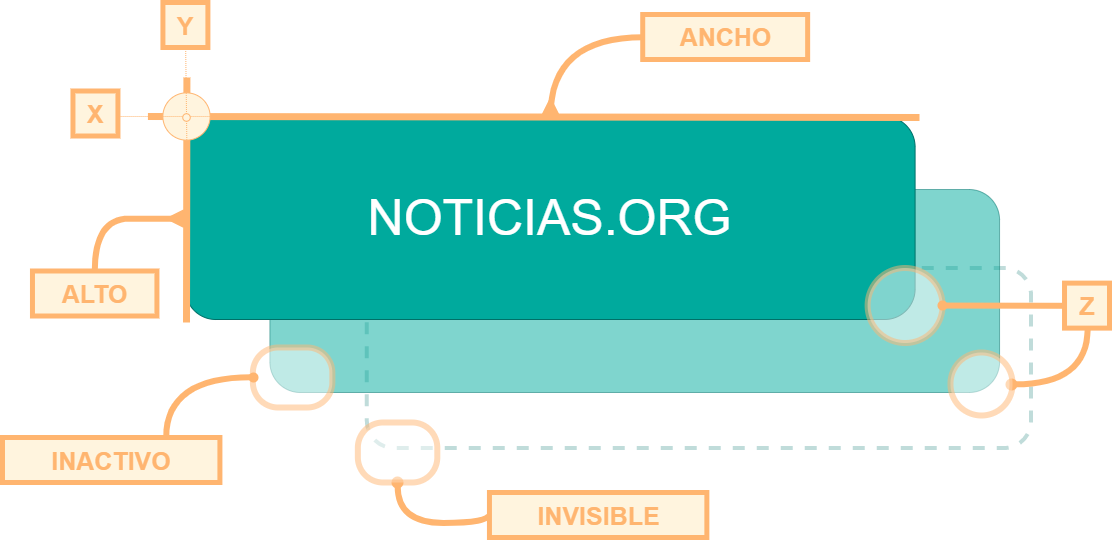 Y
ANCHO
X
NOTICIAS.ORG
ALTO
Z
INACTIVO
INVISIBLE